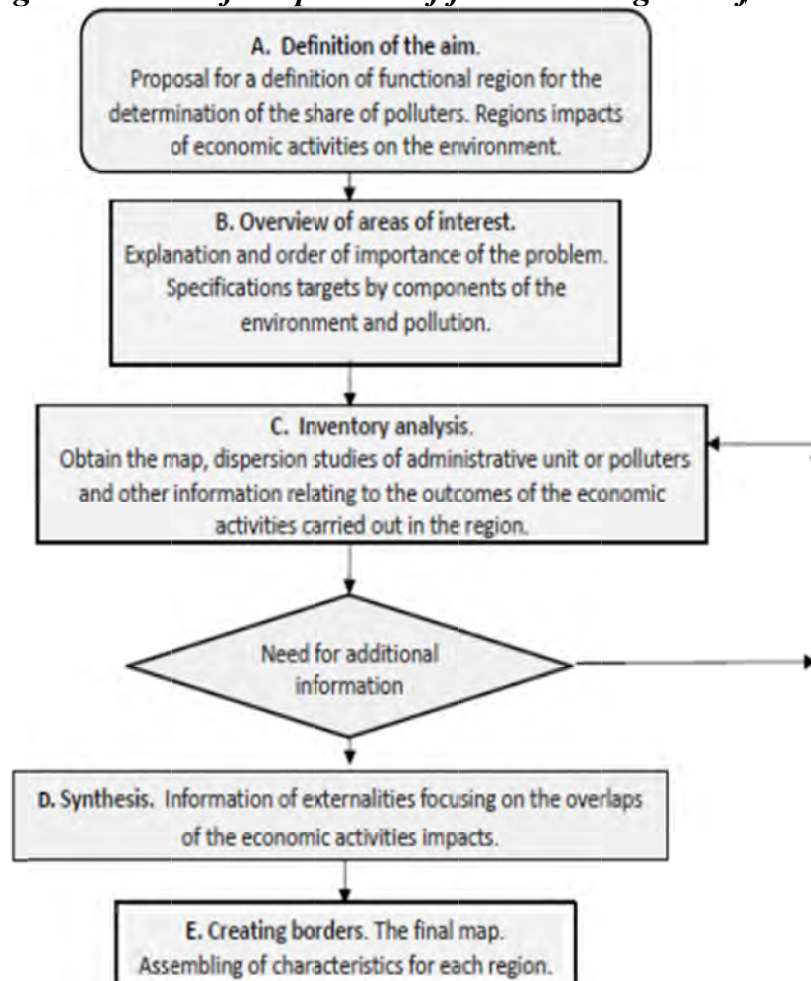 A. Definition of the aim.
Proposal for a definition of functional region for the
determination of the share of polluters. Regions impacts
of economic activities on the environment.
B. Overview of areas of interest.
Explanation and order of importance of the problem.
Specifications targets by components of the
environment and pollution.
C. Inventory analysis.
Obtain the map, dispersion studies of administrative unit or polluters
and other information relating to the outcomes of the economic
activities carried out in the region.
Need for additional
information
D. Synthesis. Information of externalities focusing on the overlaps
of the economic activities impacts.
E. Creating borders. The final map.
Assembling of characteristics for each region.